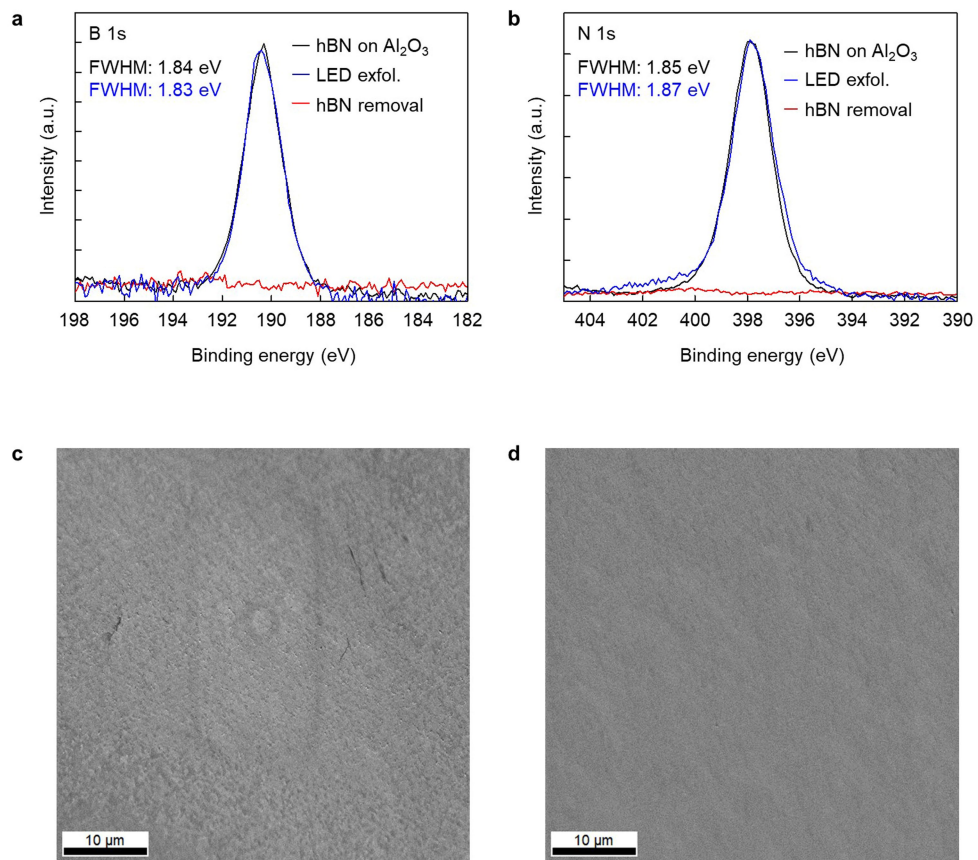 a
B 1s
FWHM: 1.84 eV
FWHM: 1.83 eV
hBN on Al₂O₃
LED exfol.
hBN removal
Intensity (a.u.)
198 196 194 192 190 188 186 184 182
Binding energy (eV)
b
N 1s
FWHM: 1.85 eV
FWHM: 1.87 eV
hBN on Al₂O₃
LED exfol.
hBN removal
Intensity (a.u.)
404 402 400 398 396 394 392 390
Binding energy (eV)
c
10 µm
d
10 µm